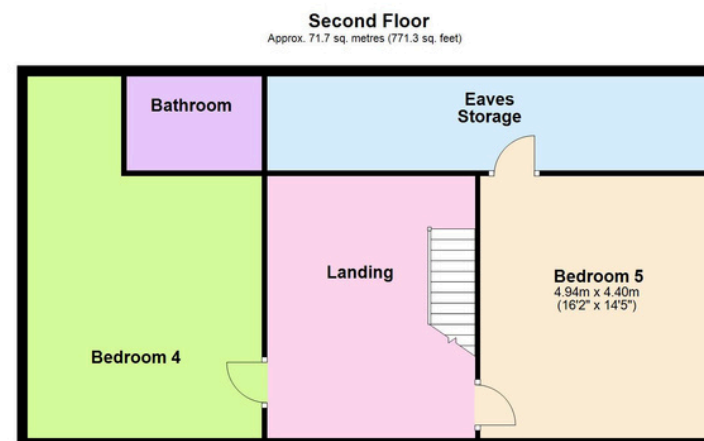 Second Floor
Approx. 71.7 sq. metres (771.3 sq. feet)
Bathroom
Eaves
Storage
Landing
Bedroom 5
4.94m x 4.40m
(16'2" x 14'5")
Bedroom 4